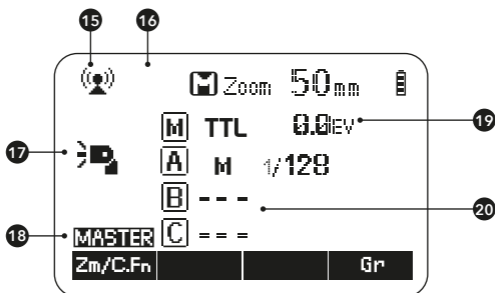 15 16
M Zoom 50mm
M TTL 0.0EV 19
17 A M 1/128
B --- 20
18 MASTER C ===
Zm/C.Fn Gr